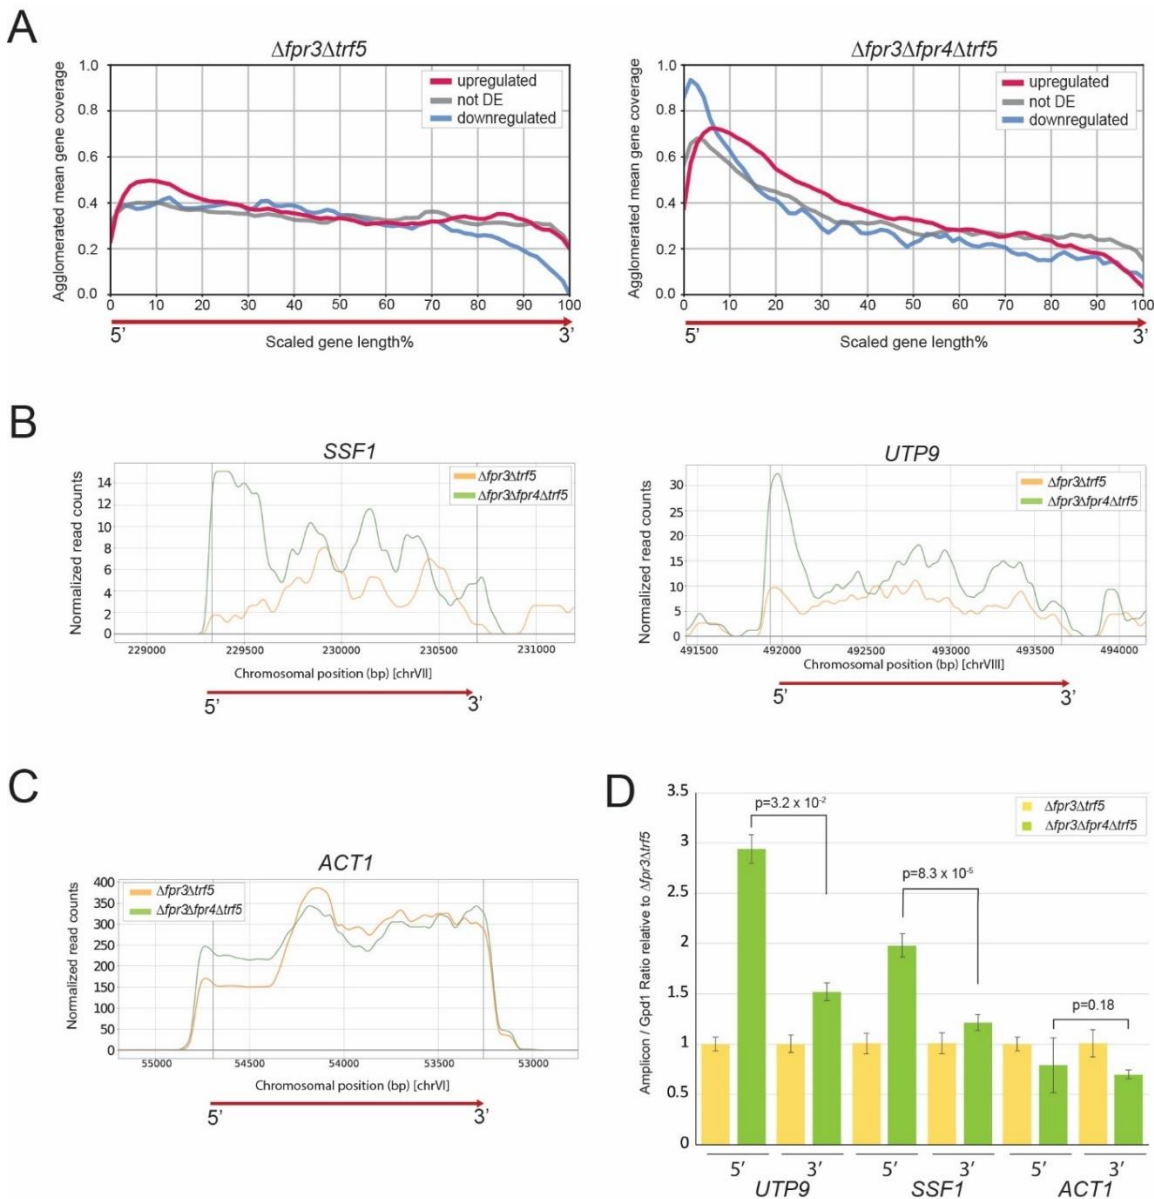 A
Δfpr3Δtrf5
Agglomerated mean gene coverage
1.0
0.8
0.6
0.4
0.2
0.0
upregulated
not DE
downregulated
0 10 20 30 40 50 60 70 80 90 100
5’ 3’
Scaled gene length%
Δfpr3Δfpr4Δtrf5
Agglomerated mean gene coverage
1.0
0.8
0.6
0.4
0.2
0.0
upregulated
not DE
downregulated
0 10 20 30 40 50 60 70 80 90 100
5’ 3’
Scaled gene length%
B
SSF1
Normalized read counts
14
12
10
8
6
4
2
0
Δfpr3Δtrf5
Δfpr3Δfpr4Δtrf5
229000 229500 230000 230500 231000
Chromosomal position (bp) [chrVII]
5’ 3’
UTP9
Normalized read counts
30
25
20
15
10
5
0
Δfpr3Δtrf5
Δfpr3Δfpr4Δtrf5
491500 492000 492500 493000 493500 494000
Chromosomal position (bp) [chrVIII]
5’ 3’
C
ACT1
Normalized read counts
400
350
300
250
200
150
100
50
0
Δfpr3Δtrf5
Δfpr3Δfpr4Δtrf5
55000 54500 54000 53500 53000
Chromosomal position (bp) [chrVI]
5’ 3’
D
Amplicon / Gpd1 Ratio relative to Δfpr3Δtrf5
3.5
3
2.5
2
1.5
1
0.5
0
Δfpr3Δtrf5
Δfpr3Δfpr4Δtrf5
p=3.2 x 10-2
p=8.3 x 10-5
p=0.18
5’ 3’ 5’ 3’ 5’ 3’
UTP9 SSF1 ACT1